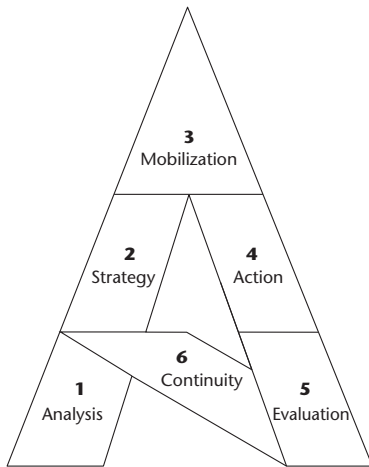 3
Mobilization
2
Strategy
4
Action
6
Continuity
1
Analysis
5
Evaluation